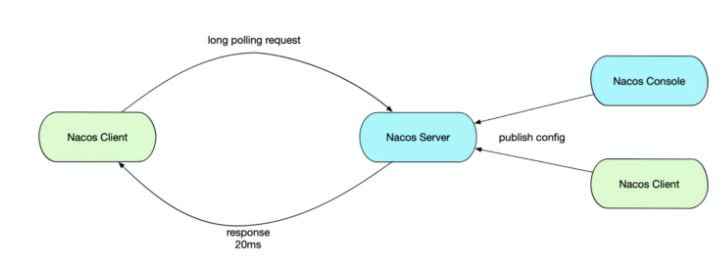 long polling request
Nacos Console
Nacos Client
Nacos Server
publish config
Nacos Client
response
20ms